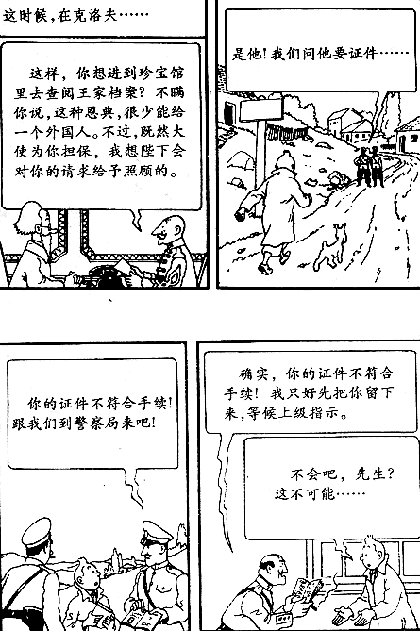 这时候，在克洛夫……
这样，你想进到珍宝馆
里去查阅王家档案？不瞒
你说，这种恩典，很少能给
一个外国人。不过，既然大
使为你担保，我想陛下会
对你的请求给予照顾的。
是他！我们问他要证件……
你的证件不符合手续！
跟我们到警察局来吧！
确实，你的证件不符合
手续！我只好先把你留下
来，等候上级指示。
不会吧，先生？
这不可能……